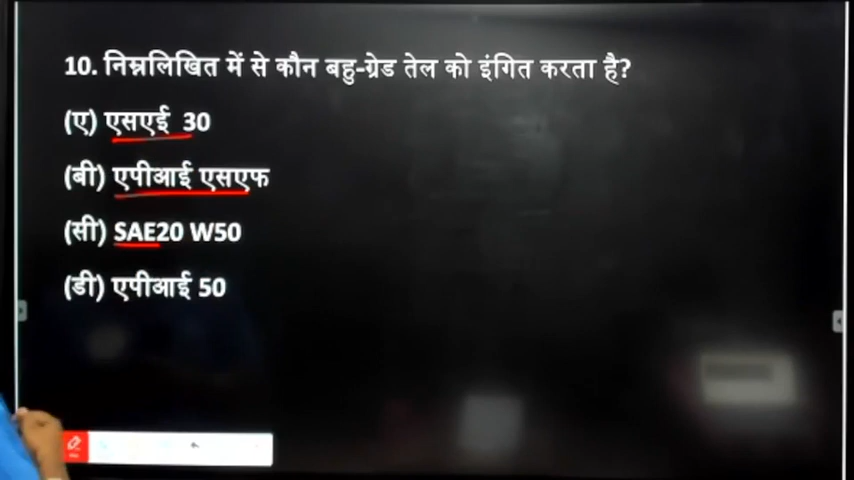 10. निम्नलिखित में से कौन बहु-ग्रेड तेल को इंगित करता है?
(ए) एसएई 30
(बी) एपीआई एसएफ
(सी) SAE20 W50
(डी) एपीआई 50